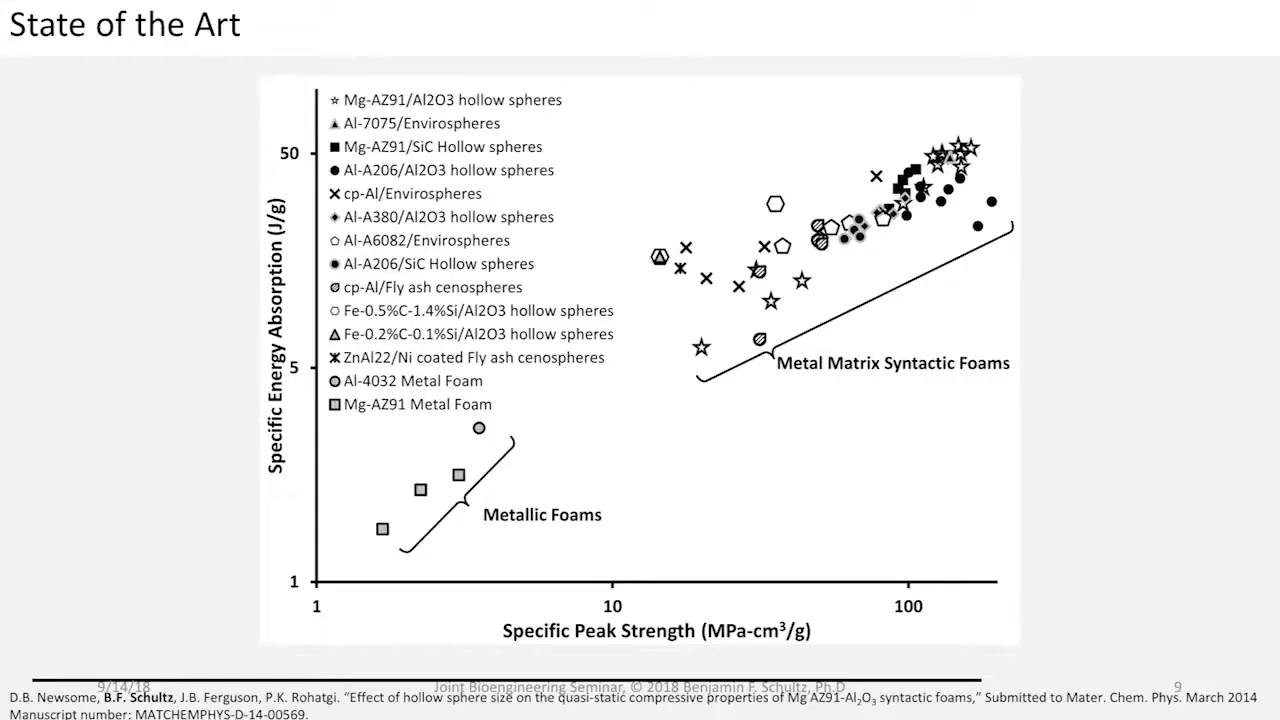 State of the Art
Mg-AZ91/Al2O3 hollow spheres
Al-7075/Envirospheres
Mg-AZ91/SiC Hollow spheres
Al-A206/Al2O3 hollow spheres
cp-Al/Envirospheres
Al-A380/Al2O3 hollow spheres
Al-A6082/Envirospheres
Al-A206/SiC Hollow spheres
cp-Al/Fly ash cenospheres
Fe-0.5%C-1.4%Si/Al2O3 hollow spheres
Fe-0.2%C-0.1%Si/Al2O3 hollow spheres
ZnAl22/Ni coated Fly ash cenospheres
Al-4032 Metal Foam
Mg-AZ91 Metal Foam
50
5
1
Specific Energy Absorption (J/g)
Metal Matrix Syntactic Foams
Metallic Foams
1 10 100
Specific Peak Strength (MPa-cm³/g)
9/14/18 Joint Bioengineering Seminar, © 2018 Benjamin F. Schultz, Ph.D 9
D.B. Newsome, B.F. Schultz, J.B. Ferguson, P.K. Rohatgi. “Effect of hollow sphere size on the quasi-static compressive properties of Mg AZ91-Al₂O₃ syntactic foams,” Submitted to Mater. Chem. Phys. March 2014
Manuscript number: MATCHEMPHYS-D-14-00569.